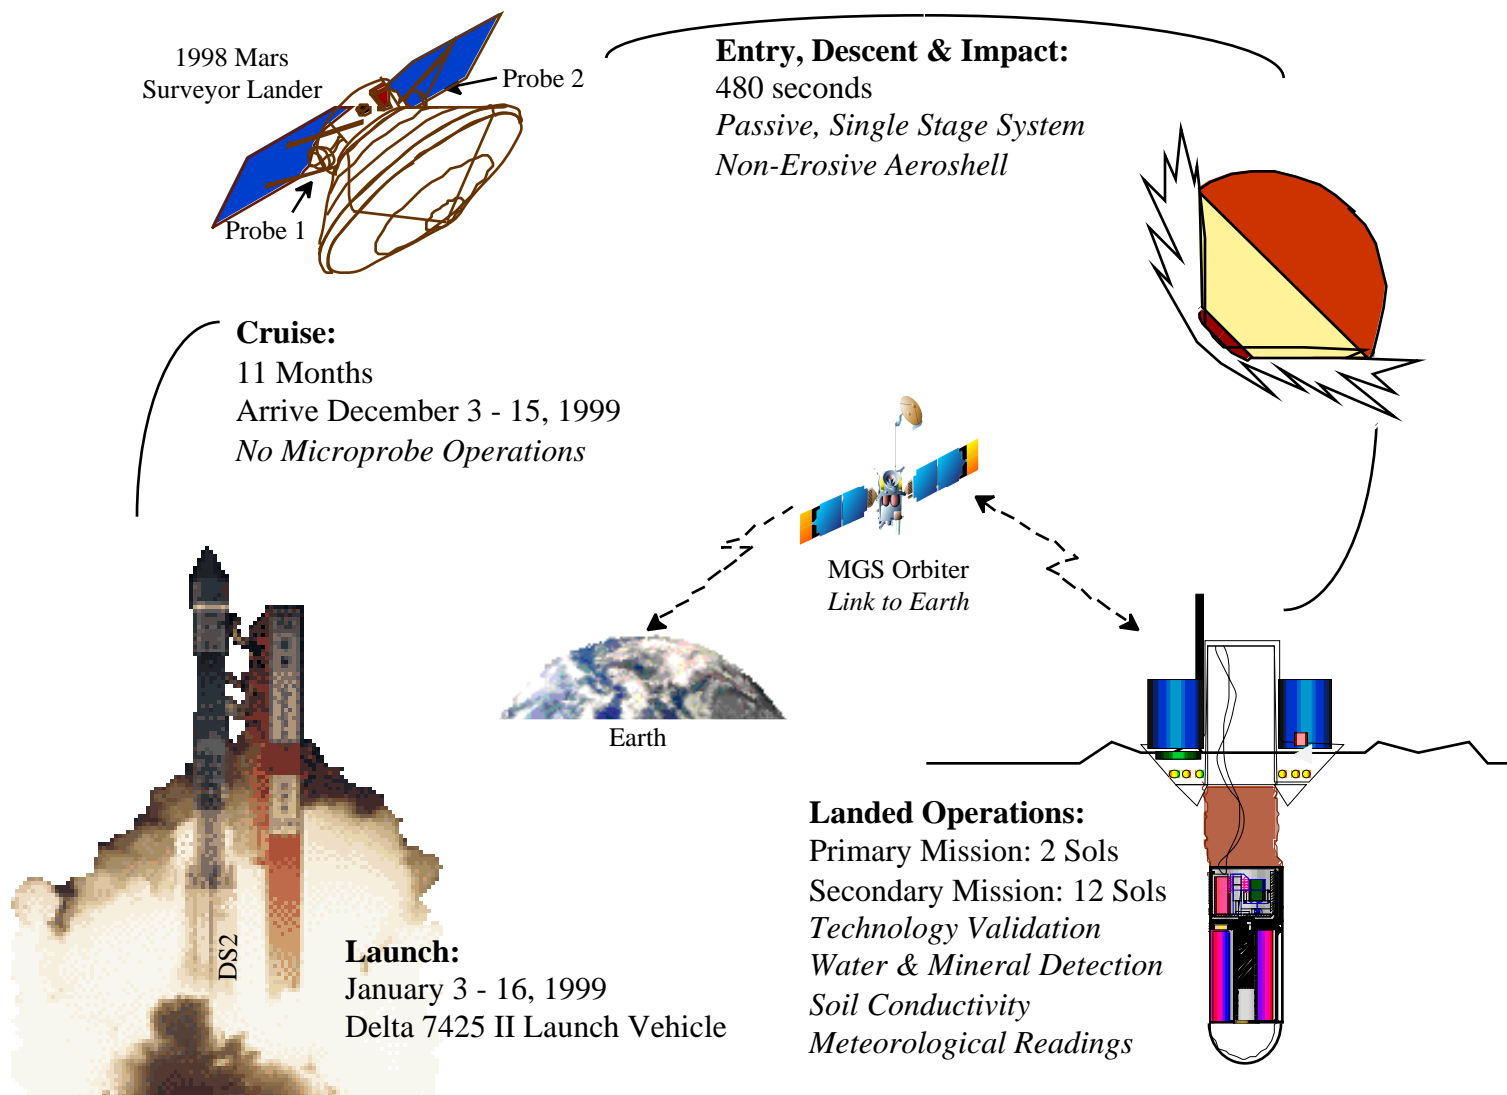 1998 Mars
Surveyor Lander
Probe 2
Probe 1
Entry, Descent & Impact:
480 seconds
Passive, Single Stage System
Non-Erosive Aeroshell
Cruise:
11 Months
Arrive December 3 - 15, 1999
No Microprobe Operations
MGS Orbiter
Link to Earth
Earth
DS2
Launch:
January 3 - 16, 1999
Delta 7425 II Launch Vehicle
Landed Operations:
Primary Mission: 2 Sols
Secondary Mission: 12 Sols
Technology Validation
Water & Mineral Detection
Soil Conductivity
Meteorological Readings